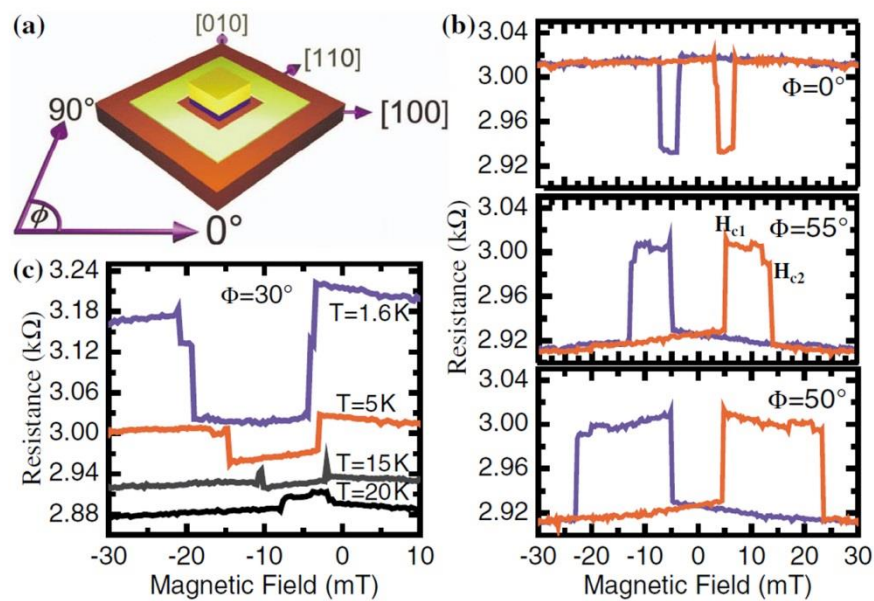 (a)
[010]
[110]
[100]
90°
ϕ
0°
(b)
3.04
3.00
2.96
2.92
Φ=0°
3.04
3.00
2.96
2.92
Hc1
Φ=55°
Hc2
3.04
3.00
2.96
2.92
Φ=50°
Resistance (kΩ)
-30 -20 -10 0 10 20 30
Magnetic Field (mT)
(c)
3.24
3.18
3.12
3.06
3.00
2.94
2.88
Φ=30°
T=1.6K
T=5K
T=15K
T=20K
Resistance (kΩ)
-30 -20 -10 0 10
Magnetic Field (mT)